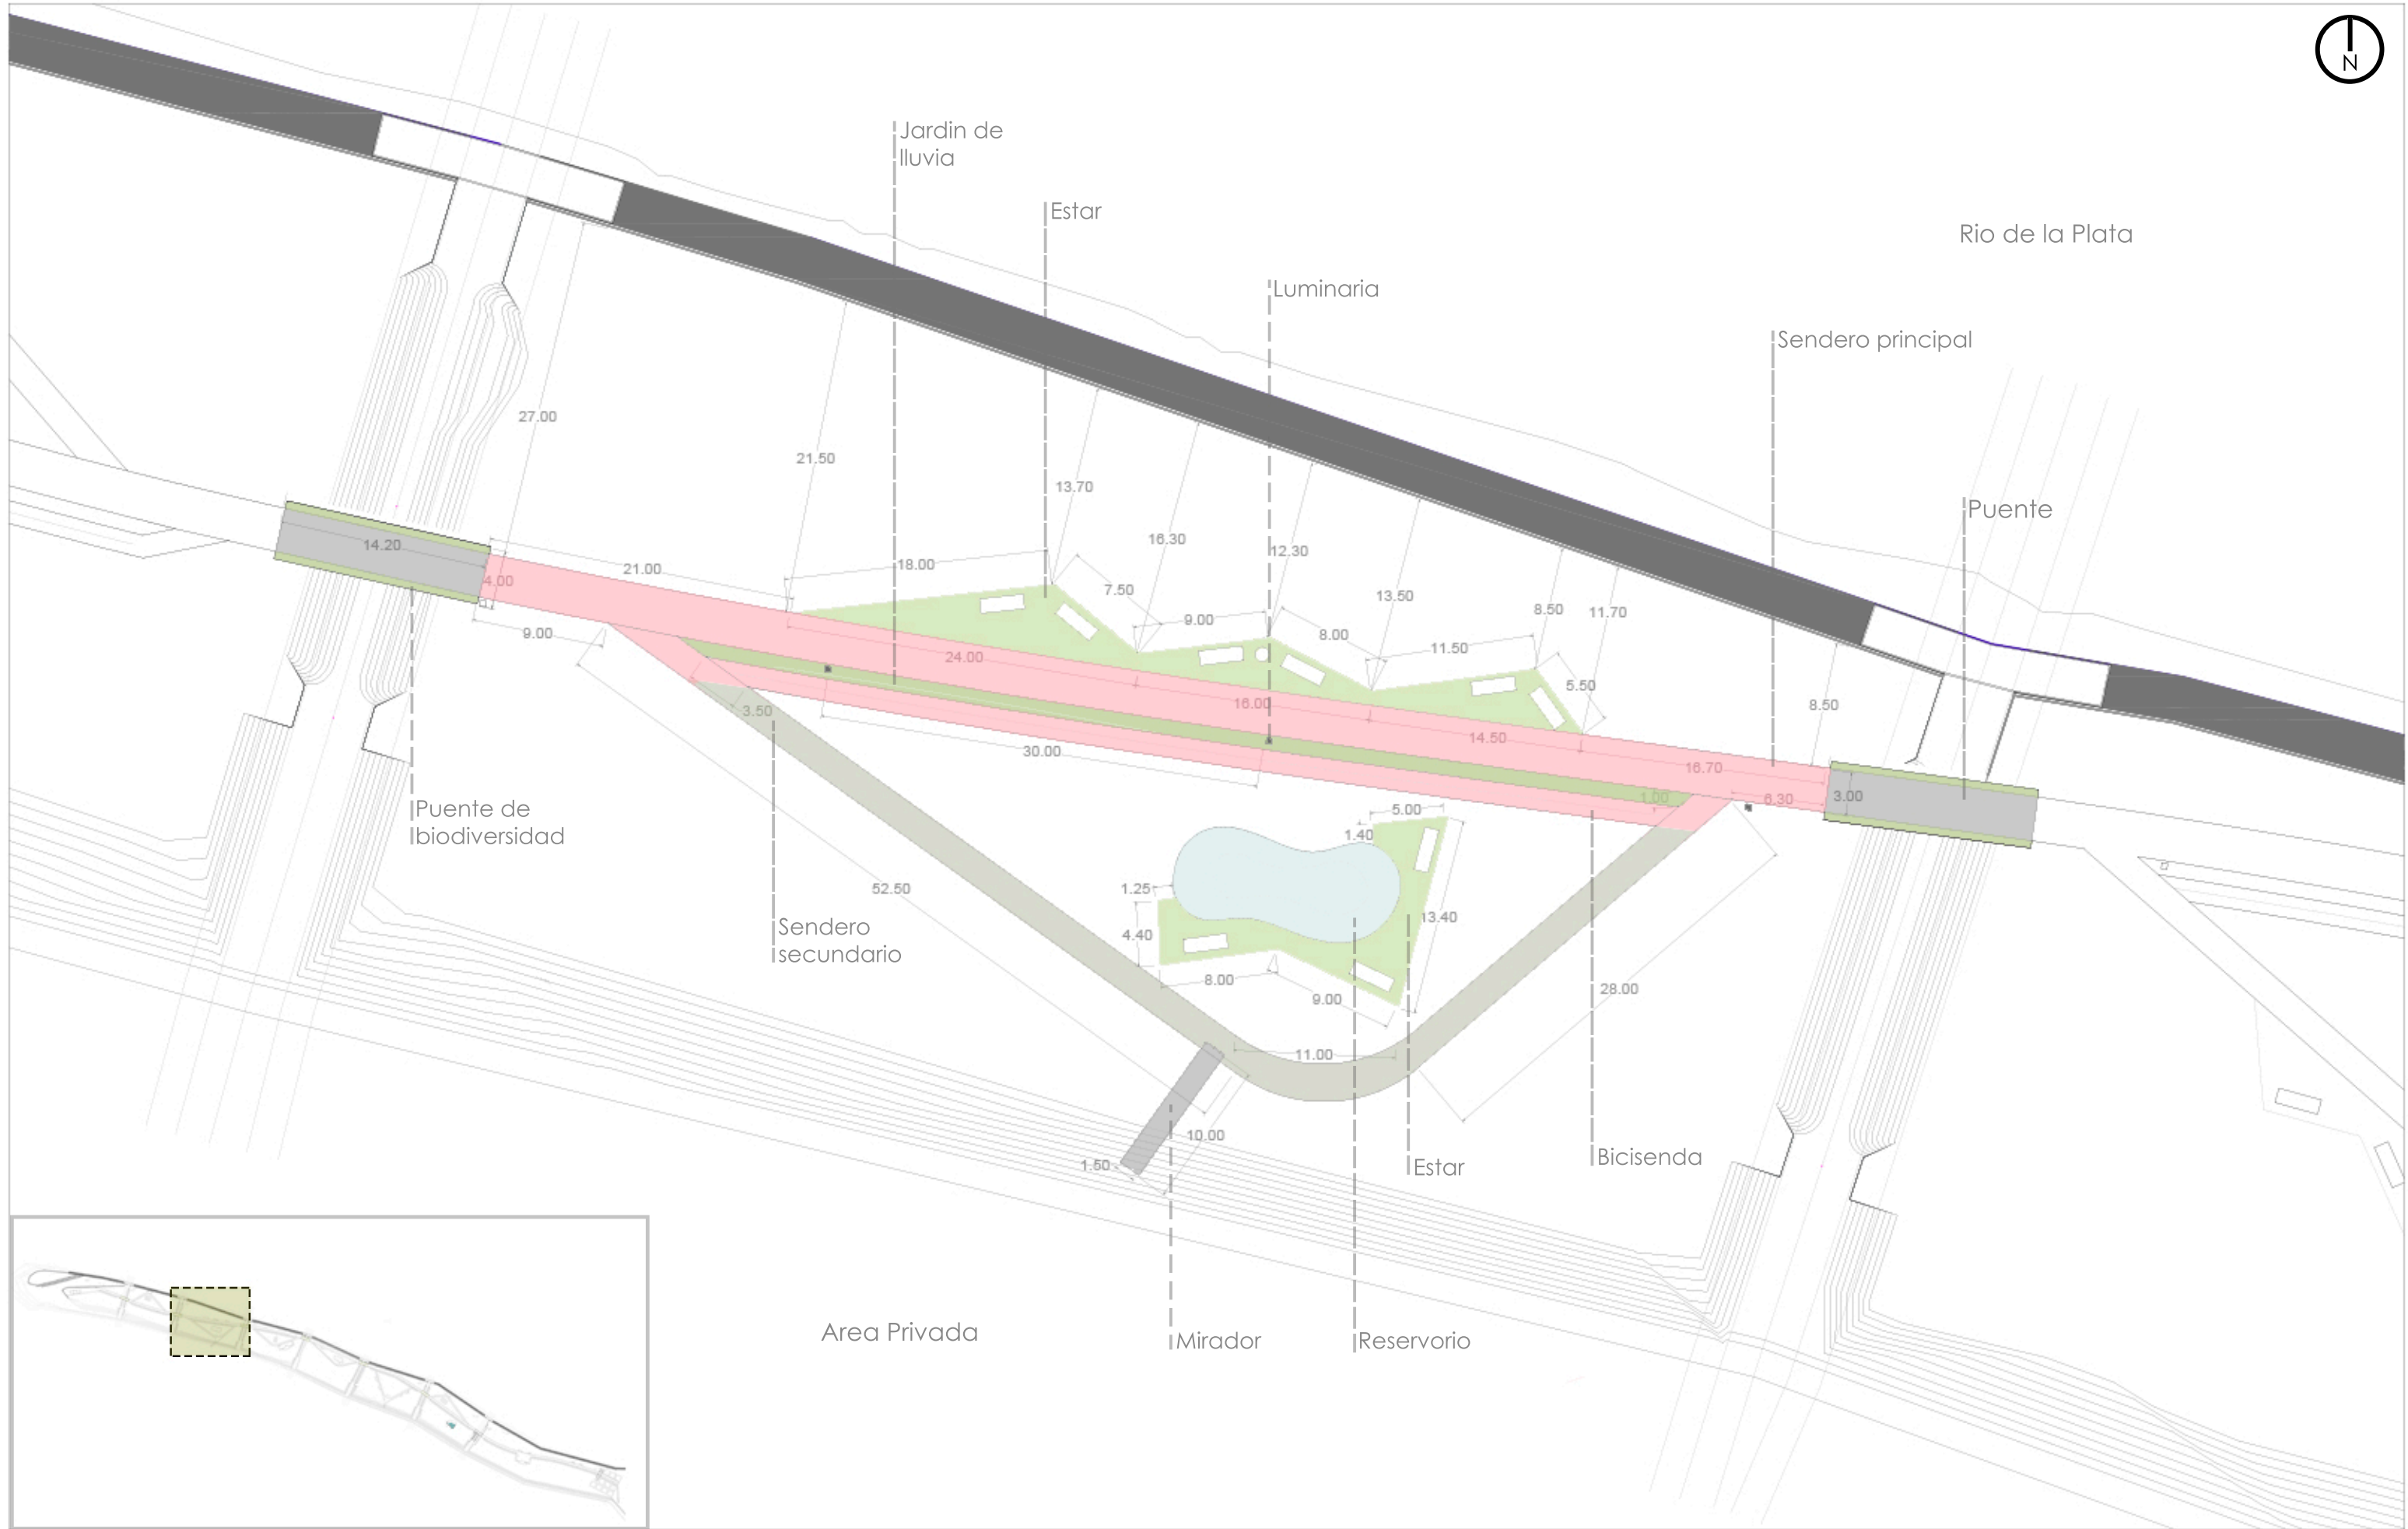 N
Jardin de
lluvia
Estar
Rio de la Plata
Luminaria
Sendero principal
27.00
21.50
13.70
Puente
16.30
12.30
14.20
18.00
21.00
4.00
7.50
13.50
8.50
11.70
9.00
9.00
8.00
11.50
24.00
5.50
16.00
3.50
8.50
14.50
30.00
16.70
1.00
6.30
3.00
Puente de
biodiversidad
5.00
1.40
52.50
1.25
13.40
Sendero
secundario
4.40
8.00
9.00
28.00
11.00
10.00
1.50
Estar
Bicisenda
Area Privada
Mirador
Reservorio